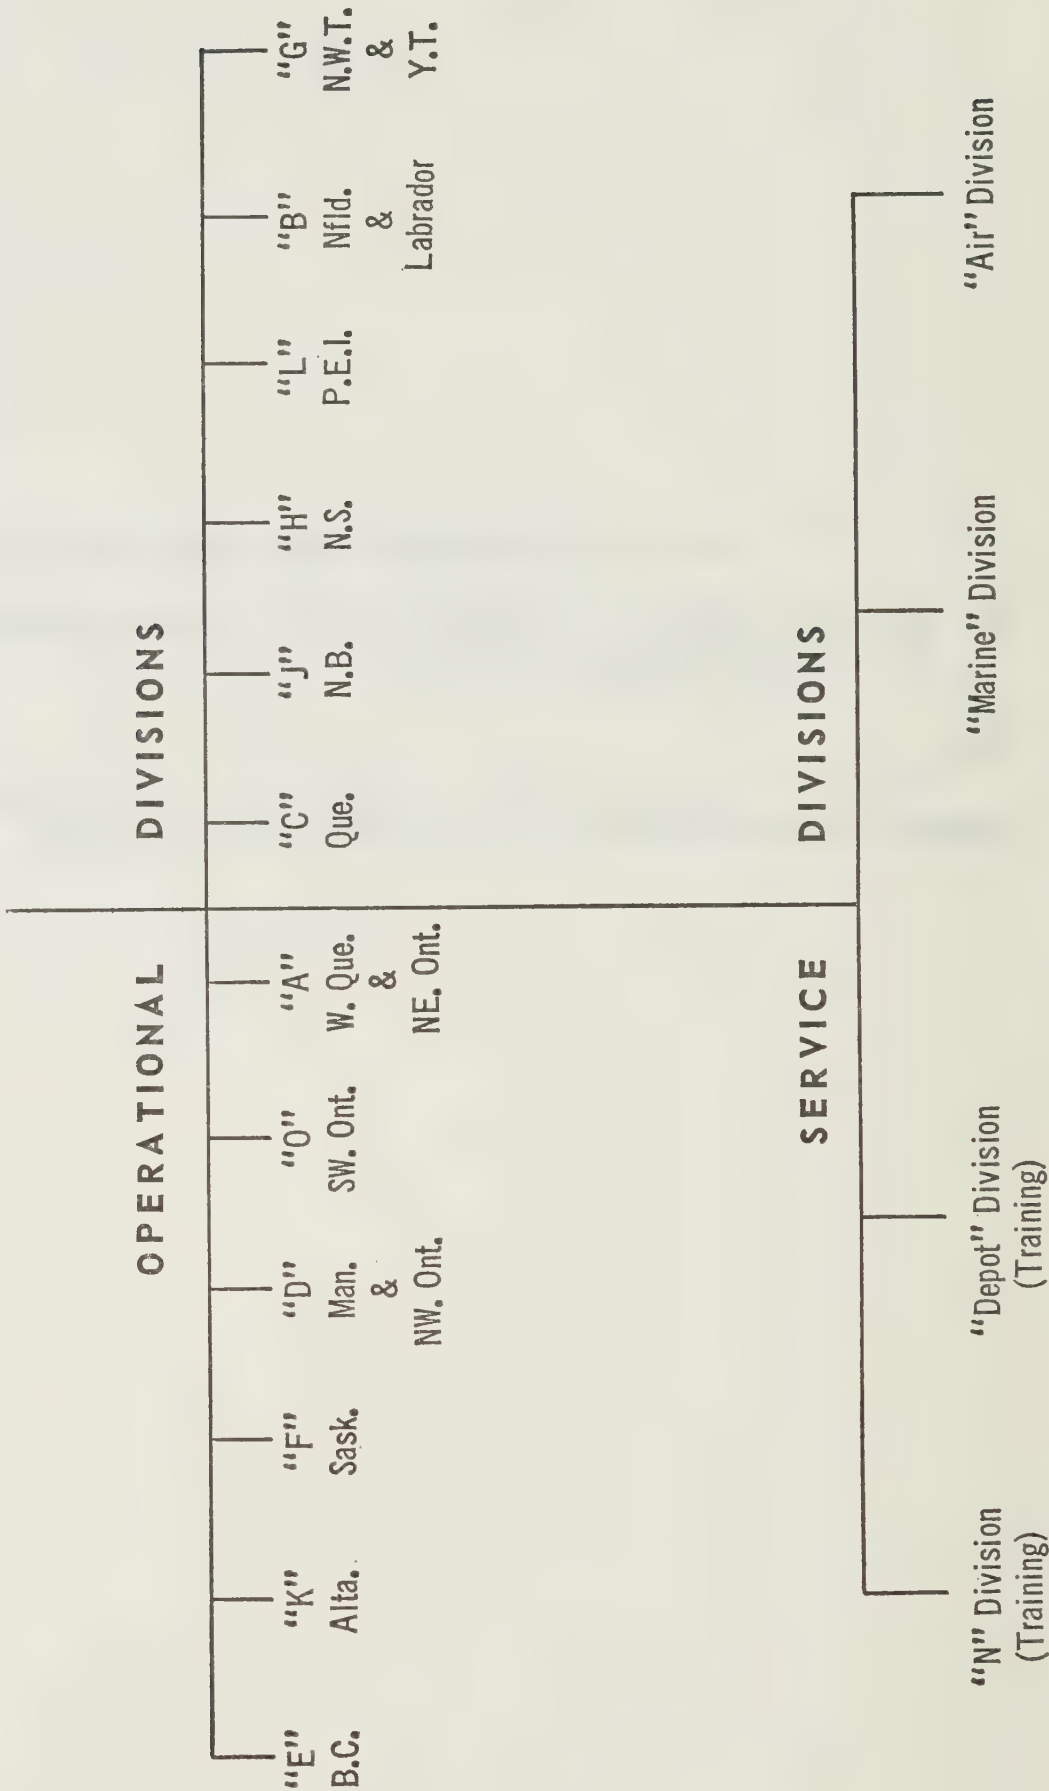 OPERATIONAL DIVISIONS
"E"
B.C.
"K"
Alta.
"F"
Sask.
"D"
Man.
&
NW. Ont.
"O"
SW. Ont.
"A"
W. Que.
&
NE. Ont.
"C"
Que.
"J"
N.B.
"H"
N.S.
"L"
P.E.I.
"B"
Nfld.
&
Labrador
"G"
N.W.T.
&
Y.T.
SERVICE DIVISIONS
"N" Division
(Training)
"Depot" Division
(Training)
"Marine" Division
"Air" Division